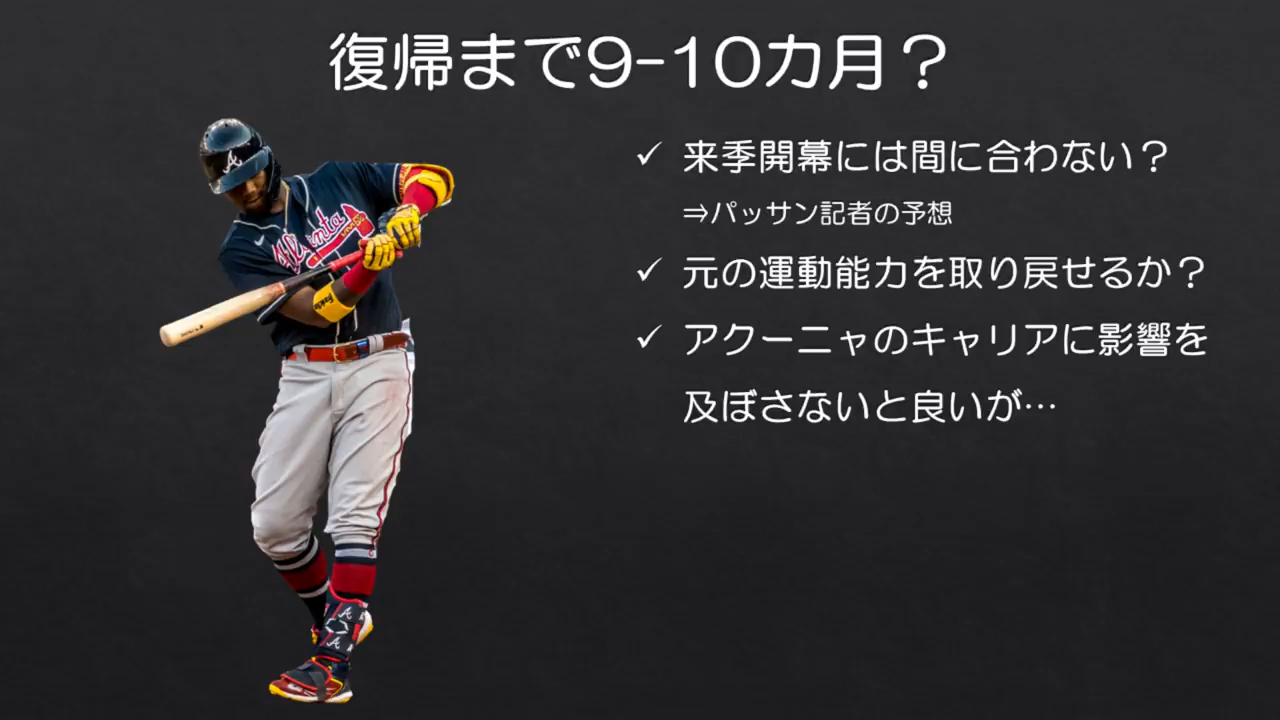 復帰まで9-10カ月？
✓ 来季開幕には間に合わない？
⇒パッサン記者の予想
✓ 元の運動能力を取り戻せるか？
✓ アクーニャのキャリアに影響を
及ぼさないと良いが…
A
Atlanta